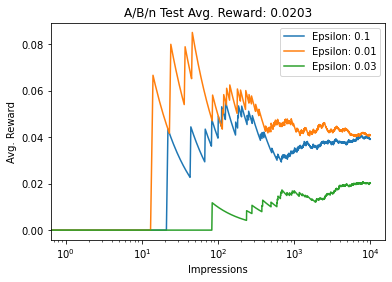 A/B/n Test Avg. Reward: 0.0203
Epsilon: 0.1
Epsilon: 0.01
Epsilon: 0.03
Avg. Reward
0.08
0.06
0.04
0.02
0.00
10⁰
10¹
10²
10³
10⁴
Impressions